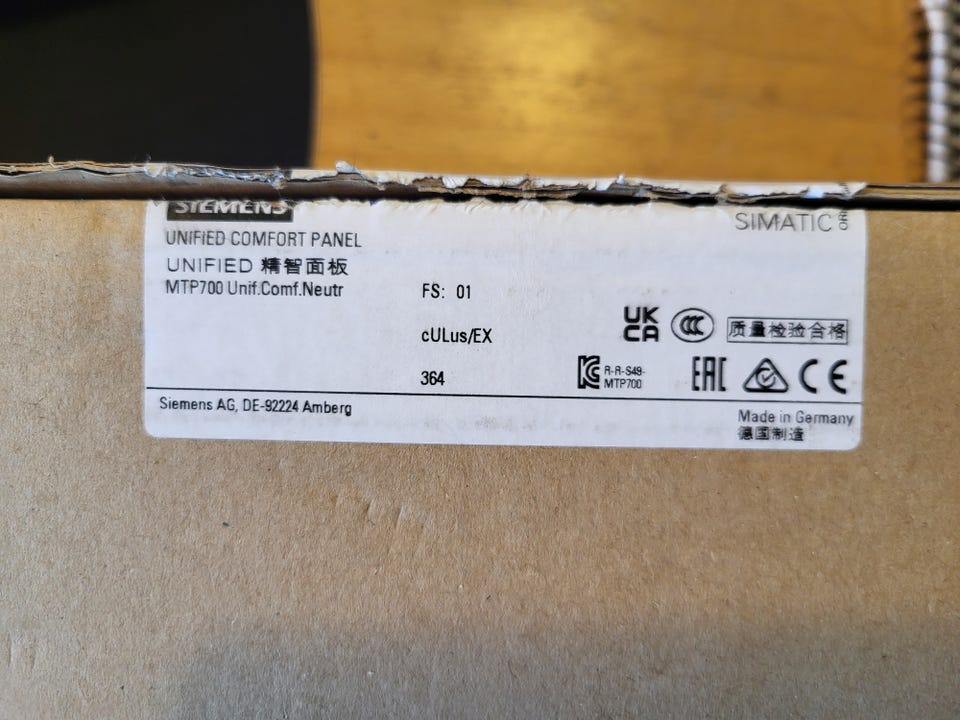 SIEMENS
SIMATIC
UNIFIED COMFORT PANEL
UNIFIED 精智面板
MTP700 Unif.Comf.Neutr
FS: 01
cULus/EX
364
UK
CA
CCC
质量检验合格
R-R-S49-
MTP700
EAC
CE
Siemens AG, DE-92224 Amberg
Made in Germany
德国制造